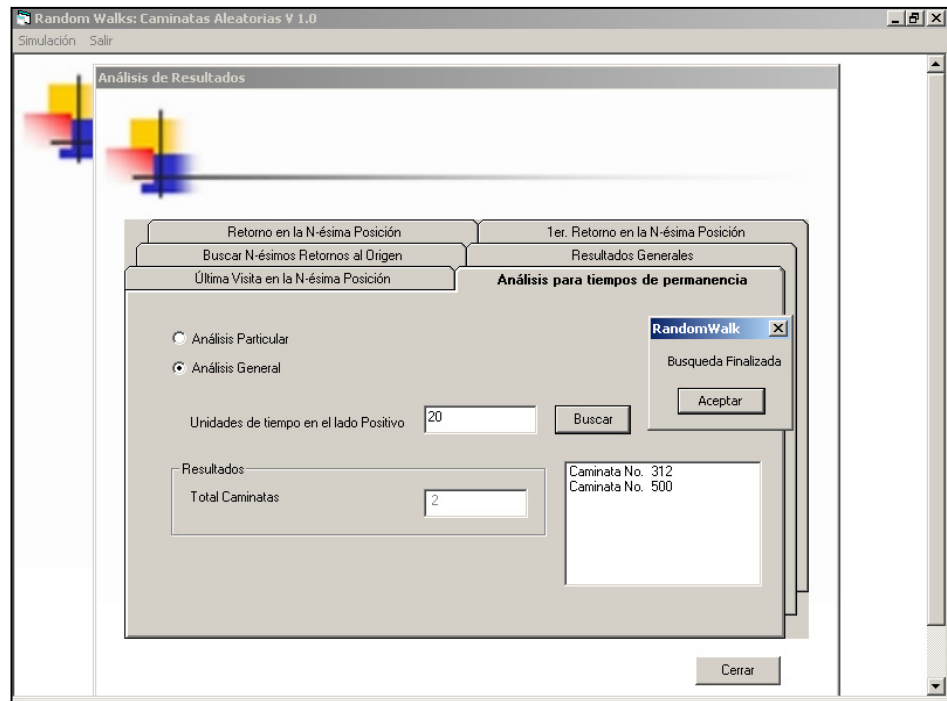 Random Walks: Caminatas Aleatorias V 1.0
Simulación Salir
Análisis de Resultados
Retorno en la N-ésima Posición
1er. Retorno en la N-ésima Posición
Buscar N-ésimos Retornos al Origen
Resultados Generales
Última Visita en la N-ésima Posición
Análisis para tiempos de permanencia
Análisis Particular
Análisis General
Unidades de tiempo en el lado Positivo
20
Buscar
RandomWalk
Busqueda Finalizada
Aceptar
Resultados
Total Caminatas
2
Caminata No. 312
Caminata No. 500
Cerrar